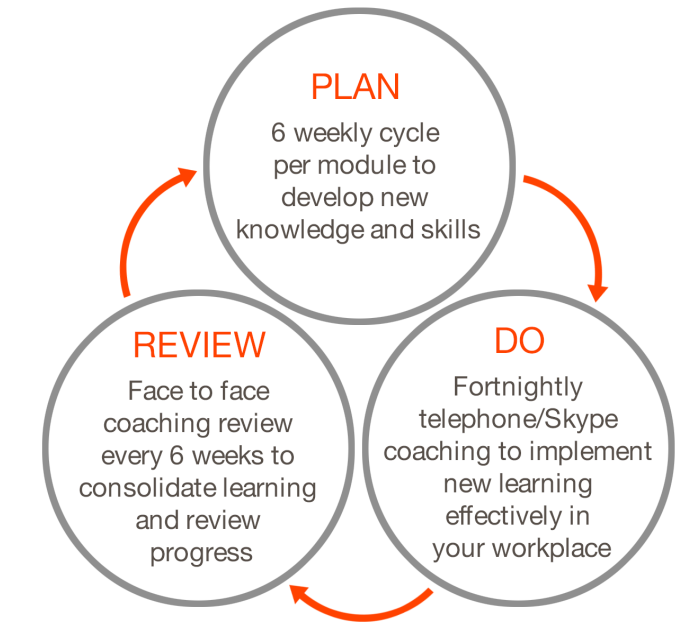 PLAN
6 weekly cycle
per module to
develop new
knowledge and skills
DO
Fortnightly
telephone/Skype
coaching to implement
new learning
effectively in
your workplace
REVIEW
Face to face
coaching review
every 6 weeks to
consolidate learning
and review
progress